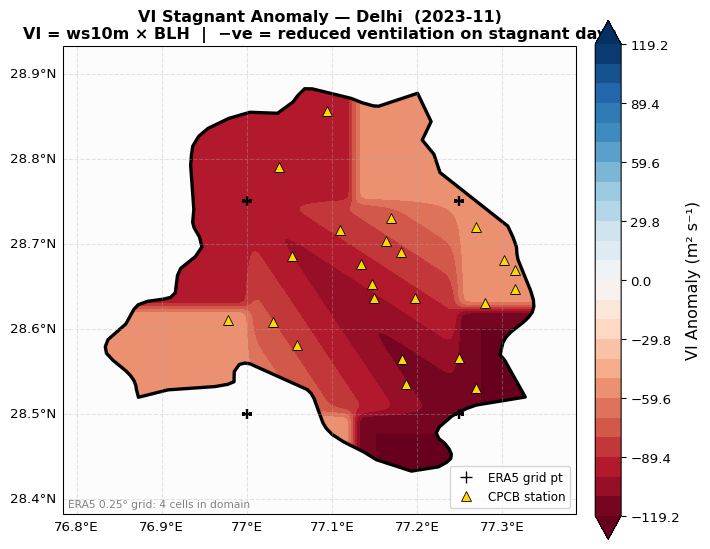 VI Stagnant Anomaly — Delhi  (2023-11)
VI = ws10m × BLH  |  −ve = reduced ventilation on stagnant day
28.9°N
28.8°N
28.7°N
28.6°N
28.5°N
28.4°N
76.8°E
76.9°E
77°E
77.1°E
77.2°E
77.3°E
ERA5 0.25° grid: 4 cells in domain
ERA5 grid pt
CPCB station
119.2
89.4
59.6
29.8
0.0
−29.8
−59.6
−89.4
−119.2
VI Anomaly (m² s⁻¹)